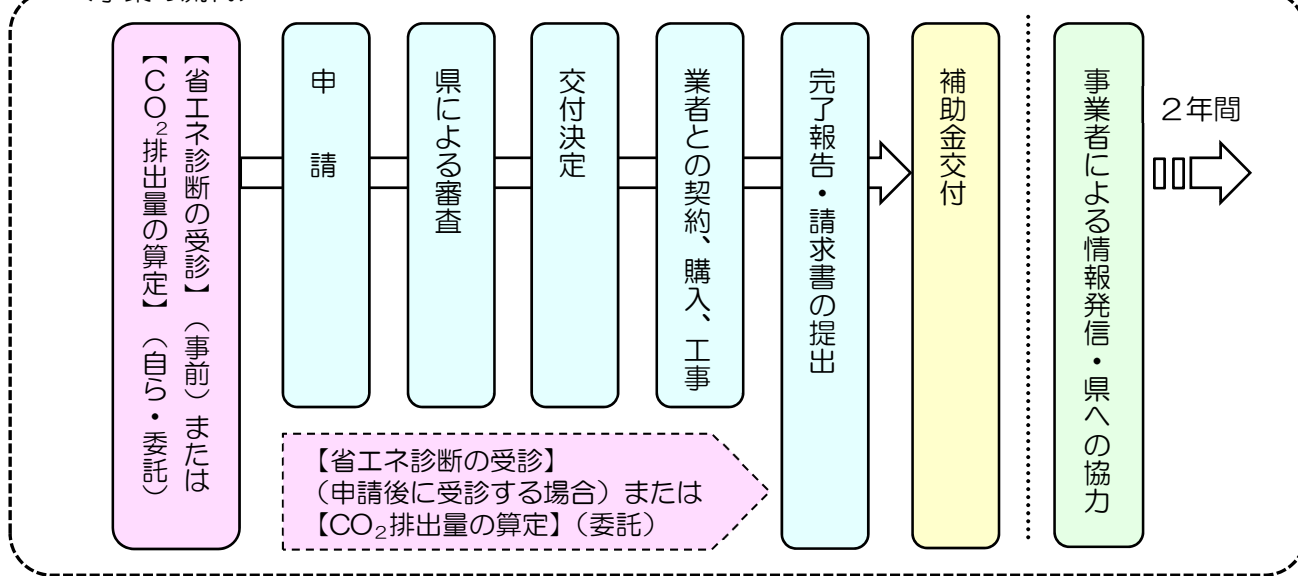 【省エネ診断の受診】（事前）または
【CO₂排出量の算定】（自ら・委託）
申　請
県による審査
交付決定
業者との契約、購入、工事
完了報告・請求書の提出
補助金交付
事業者による情報発信・県への協力
２年間
【省エネ診断の受診】
（申請後に受診する場合）または
【CO₂排出量の算定】（委託）